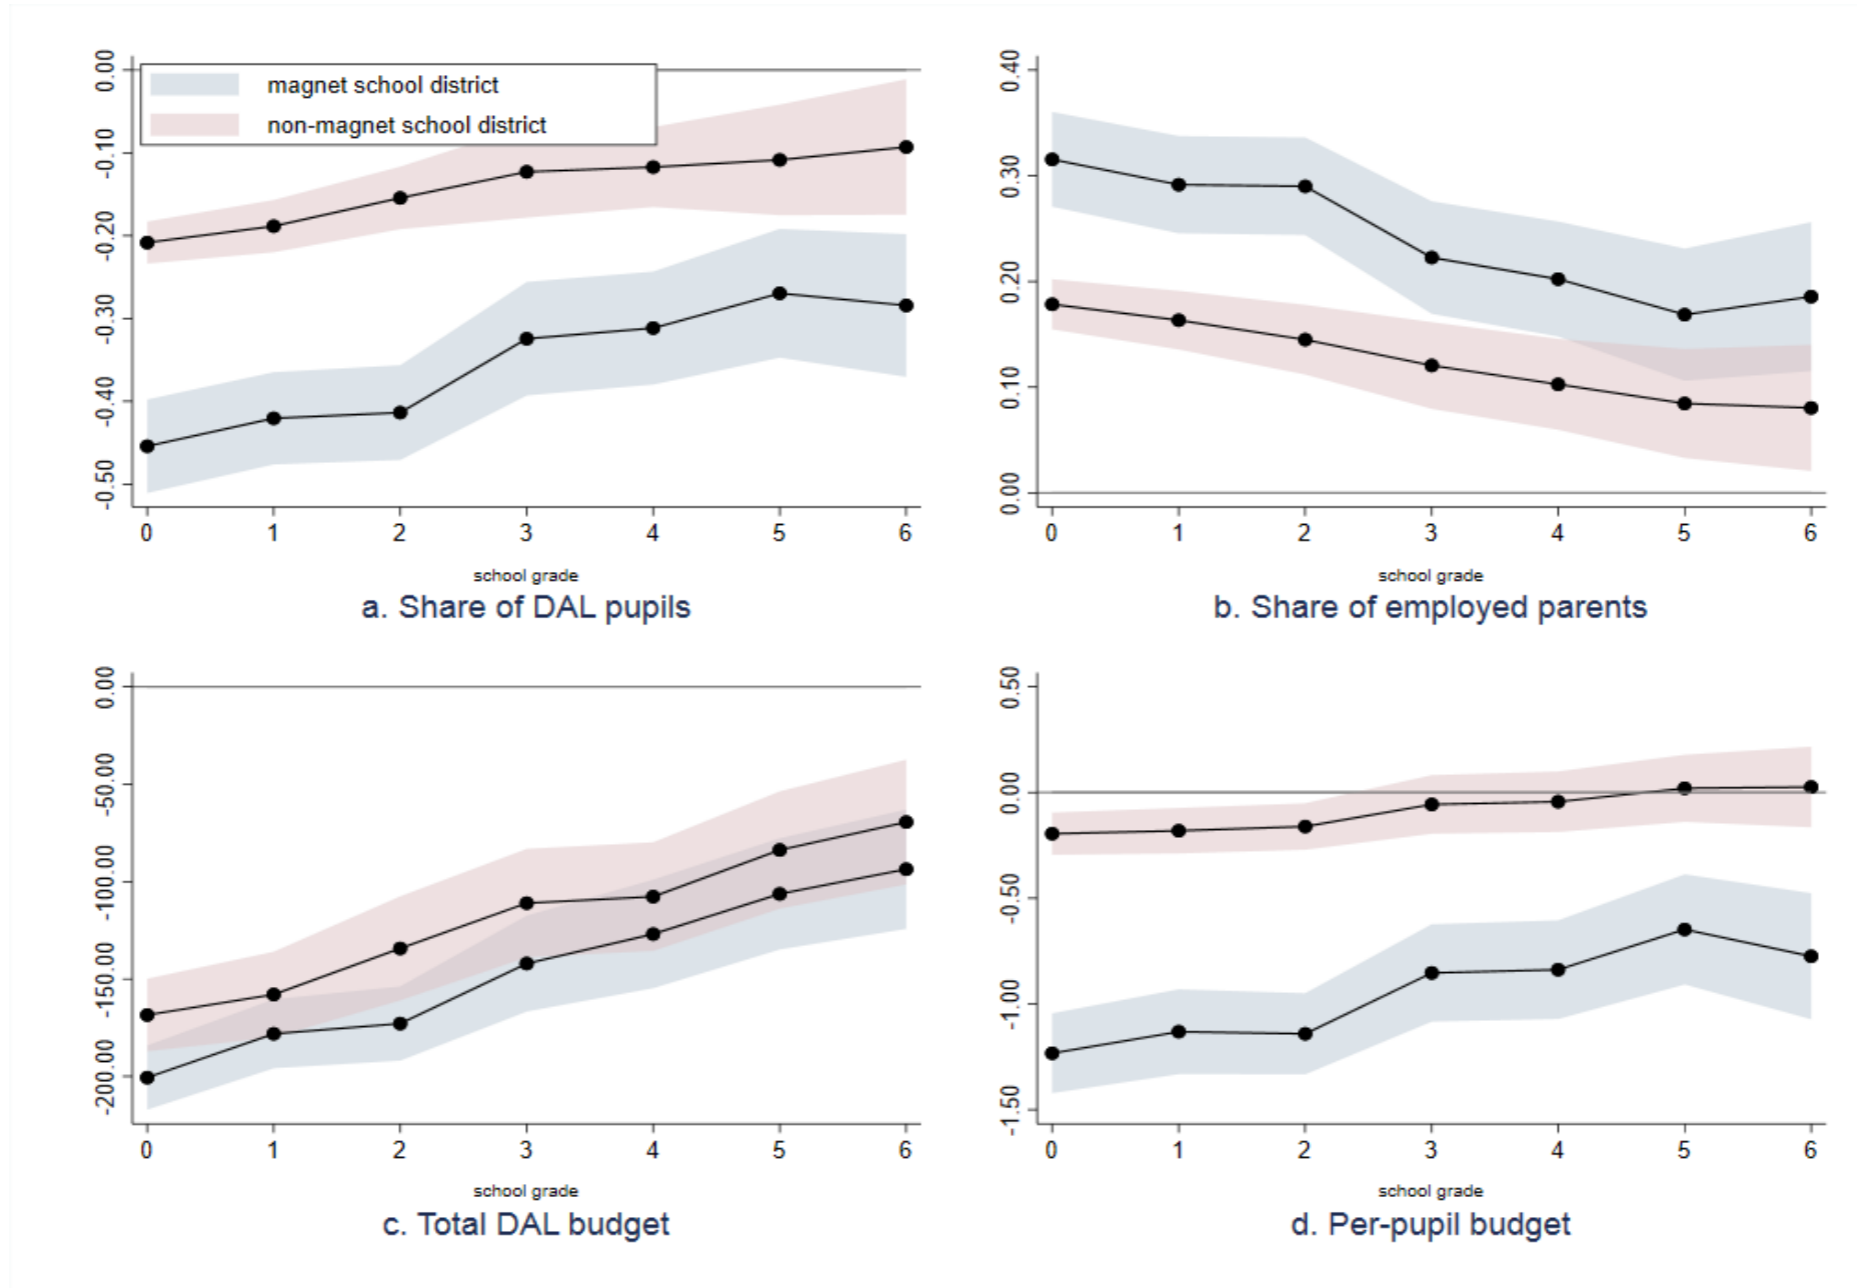 0.00
-0.10
-0.20
-0.30
-0.40
-0.50
magnet school district
non-magnet school district
0 1 2 3 4 5 6
school grade
a. Share of DAL pupils
0.40
0.30
0.20
0.10
0.00
0 1 2 3 4 5 6
school grade
b. Share of employed parents
0.00
-50.00
-100.00
-150.00
-200.00
0 1 2 3 4 5 6
school grade
c. Total DAL budget
0.50
0.00
-0.50
-1.00
-1.50
0 1 2 3 4 5 6
school grade
d. Per-pupil budget